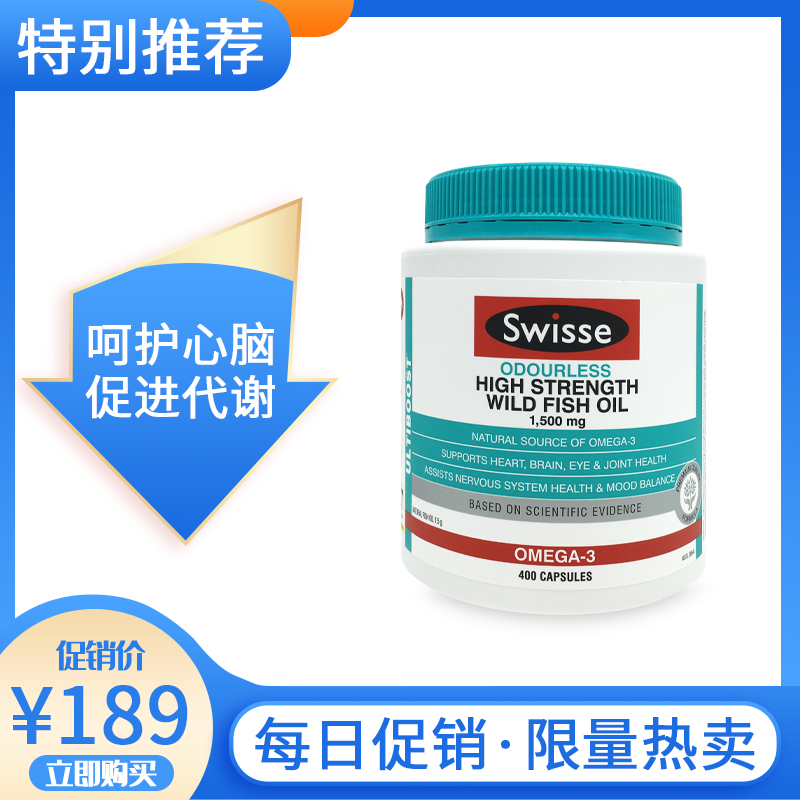 特别推荐
呵护心脑
促进代谢
ULTIBOOST
Swisse
ODOURLESS
HIGH STRENGTH
WILD FISH OIL
1,500 mg
NATURAL SOURCE OF OMEGA-3
SUPPORTS HEART, BRAIN, EYE & JOINT HEALTH
ASSISTS NERVOUS SYSTEM HEALTH & MOOD BALANCE
BASED ON SCIENTIFIC EVIDENCE
OMEGA-3
400 CAPSULES
促销价
¥189
立即购买
每日促销·限量热卖